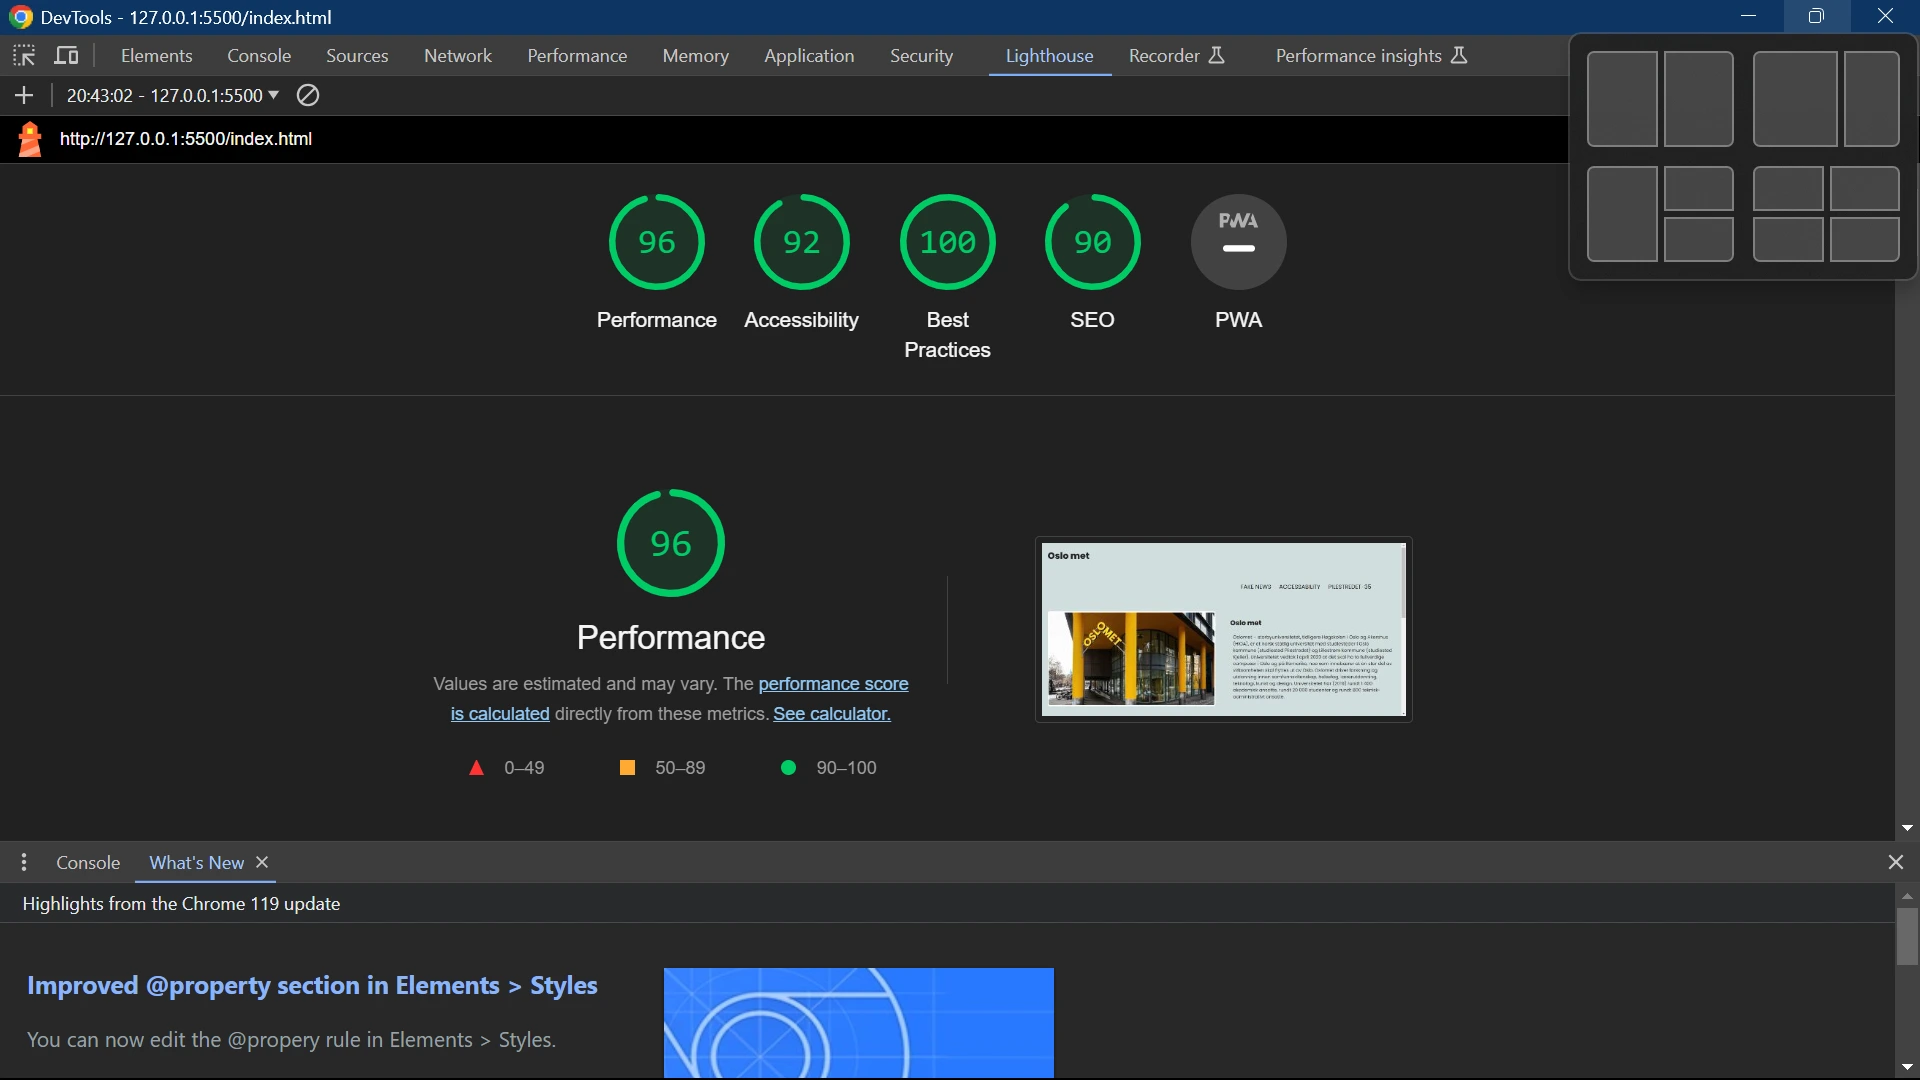 DevTools - 127.0.0.1:5500/index.html
Elements Console Sources Network Performance Memory Application Security Lighthouse Recorder Performance insights
20:43:02 - 127.0.0.1:5500
http://127.0.0.1:5500/index.html
96 92 100 90 PWA
Performance Accessibility Best Practices SEO PWA
96
Performance
Values are estimated and may vary. The performance score
is calculated directly from these metrics. See calculator.
0–49 50–89 90–100
Oslo met
FAKE NEWS ACCESSABILITY PILESTREDET 35
OSLOMET
Oslo met
Console What's New
Highlights from the Chrome 119 update
Improved @property section in Elements > Styles
You can now edit the @propery rule in Elements > Styles.